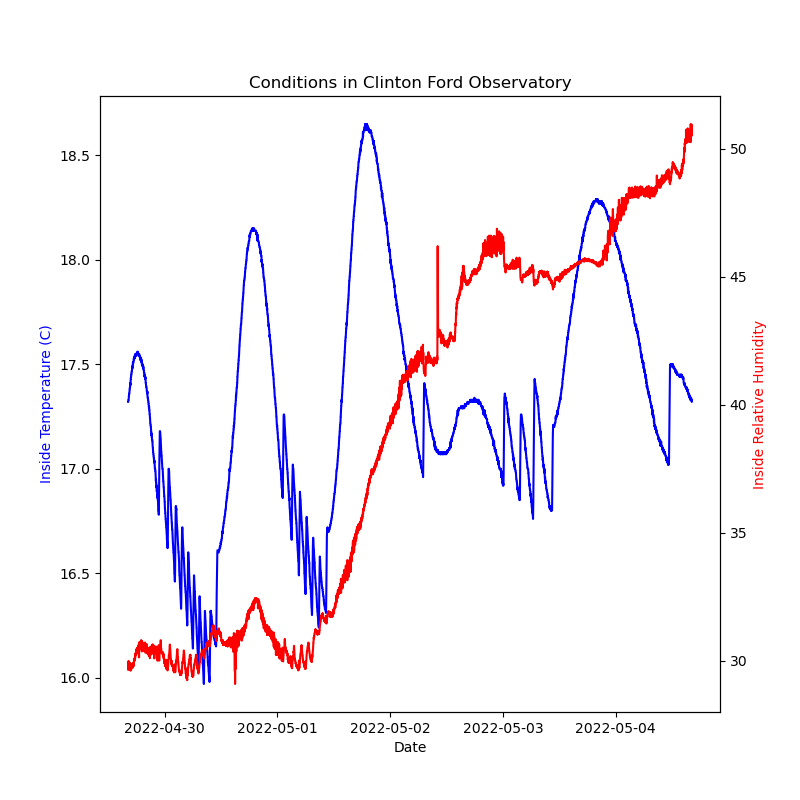 Conditions in Clinton Ford Observatory
Inside Temperature (C)
18.5
18.0
17.5
17.0
16.5
16.0
50
45
40
35
30
Inside Relative Humidity
2022-04-30 2022-05-01 2022-05-02 2022-05-03 2022-05-04
Date